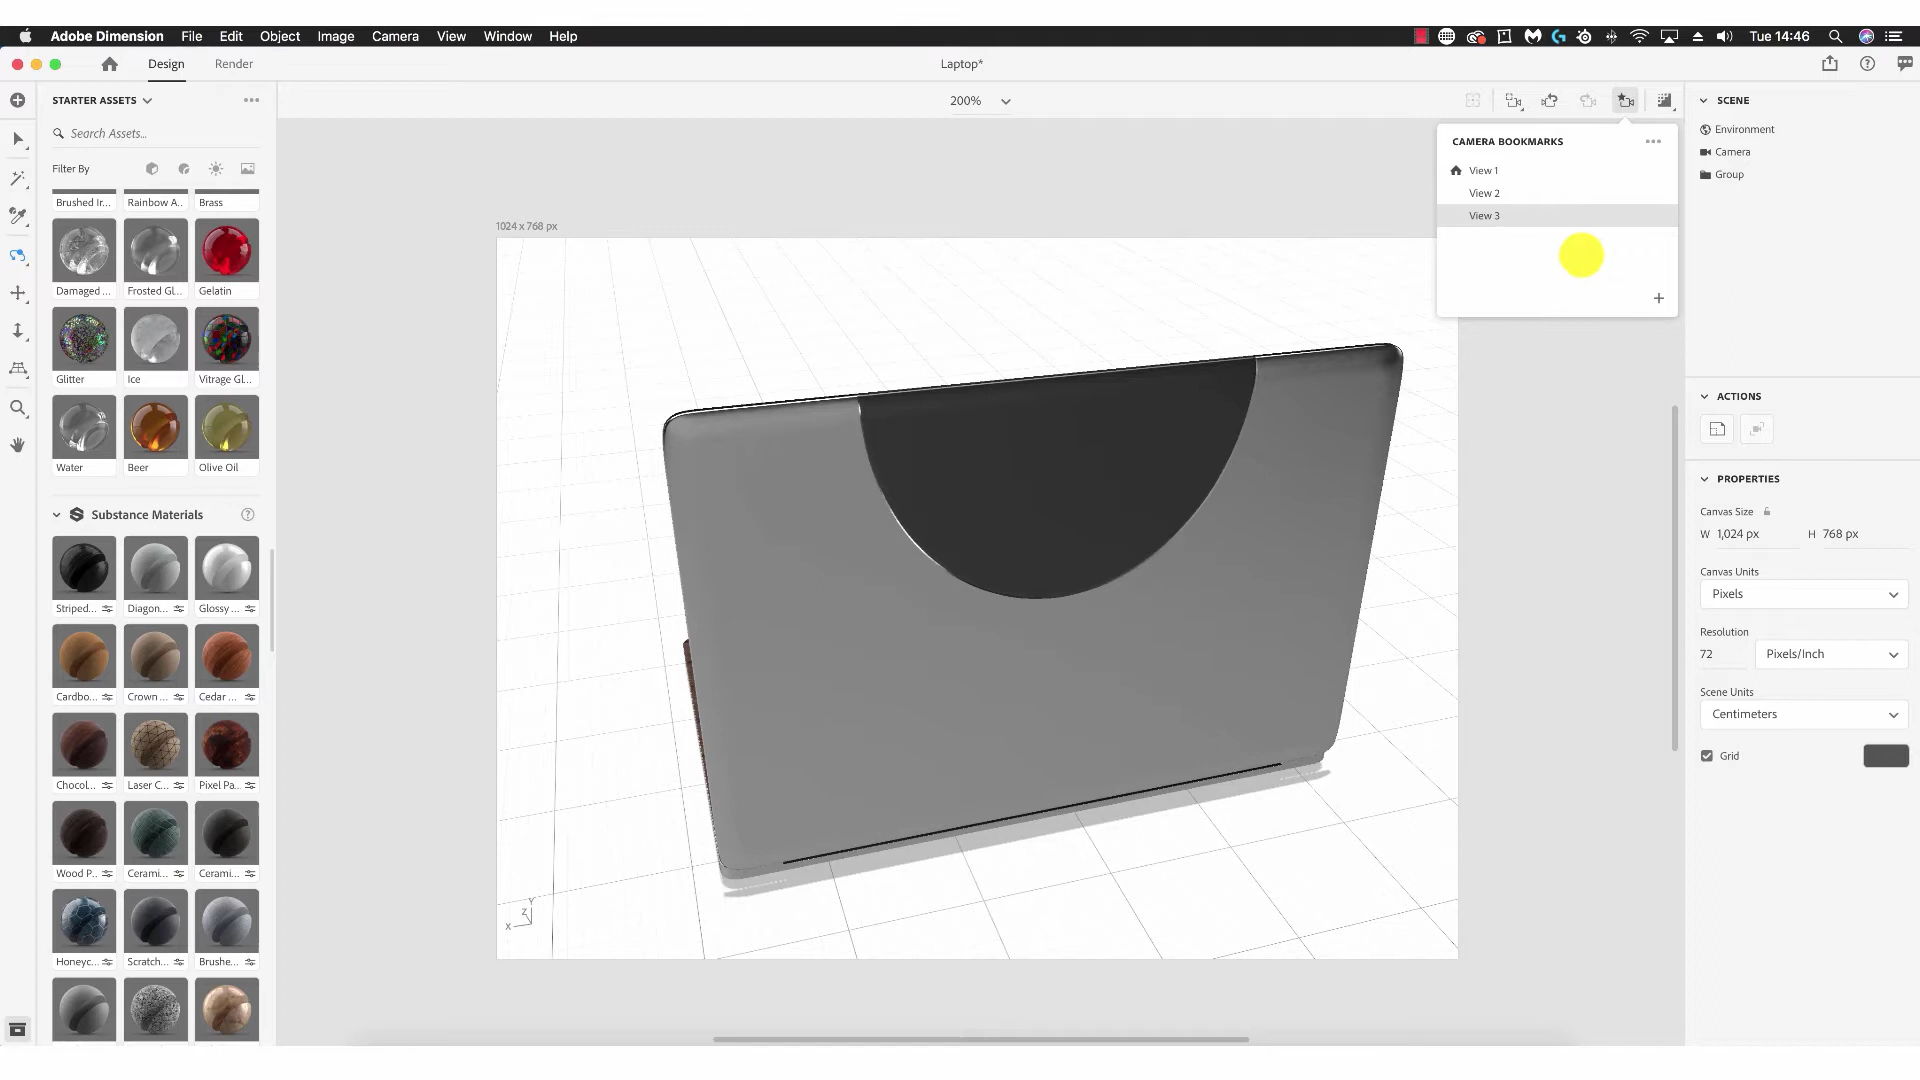 Adobe Dimension File Edit Object Image Camera View Window Help Tue 14:46
Design Render Laptop*
STARTER ASSETS
Search Assets...
Filter By
Brushed Ir... Rainbow A.. Brass
Damaged ... Frosted Gl... Gelatin
Glitter Ice Vitrage Gl...
Water Beer Olive Oil
Substance Materials
Striped... Diagon... Glossy ...
Cardbo... Crown ... Cedar ...
Chocol... Laser C... Pixel Pa...
Wood P... Cerami... Cerami...
Honeyc... Scratch... Brushe...
200%
1024 x 768 px
Y
Z
X
CAMERA BOOKMARKS
View 1
View 2
View 3
SCENE
Environment
Camera
Group
ACTIONS
PROPERTIES
Canvas Size
W 1,024 px H 768 px
Canvas Units
Pixels
Resolution
72 Pixels/Inch
Scene Units
Centimeters
Grid